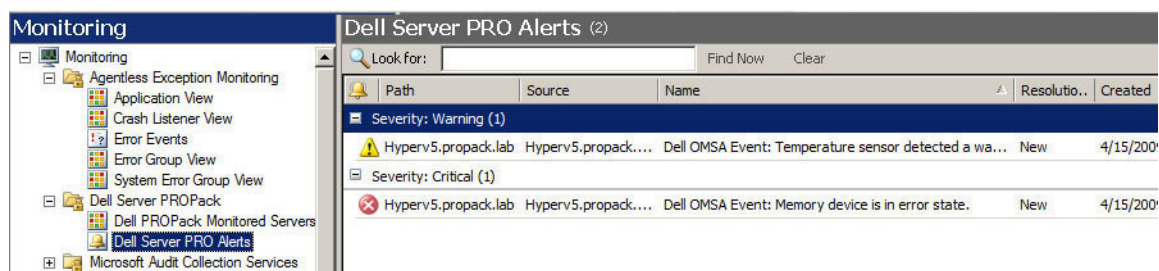 Monitoring
Monitoring
Agentless Exception Monitoring
Application View
Crash Listener View
Error Events
Error Group View
System Error Group View
Dell Server PROPack
Dell PROPack Monitored Servers
Dell Server PRO Alerts
Microsoft Audit Collection Services
Dell Server PRO Alerts (2)
Look for: Find Now Clear
Path Source Name Resolutio.. Created
Severity: Warning (1)
Hyperv5.propack.lab Hyperv5.propack.... Dell OMSA Event: Temperature sensor detected a wa... New 4/15/2009
Severity: Critical (1)
Hyperv5.propack.lab Hyperv5.propack.... Dell OMSA Event: Memory device is in error state. New 4/15/2009